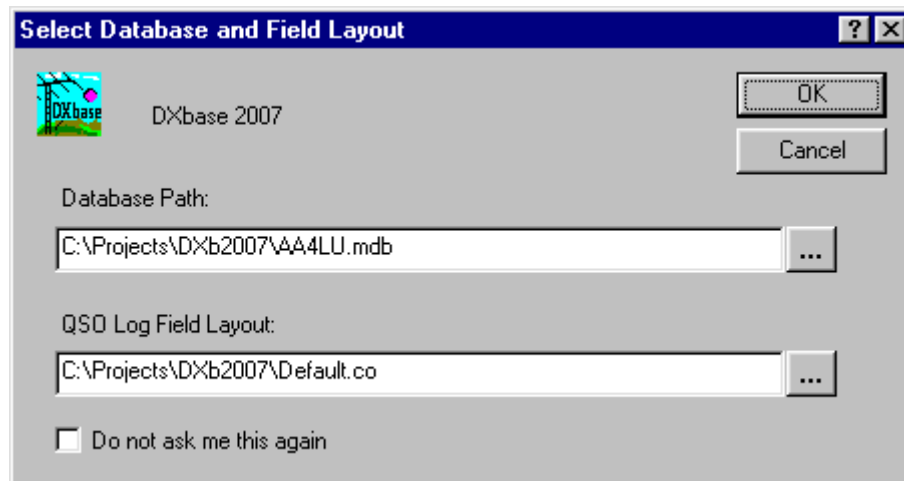 Select Database and Field Layout
DXbase
DXbase 2007
OK
Cancel
Database Path:
C:\Projects\DXb2007\AA4LU.mdb
...
QSO Log Field Layout:
C:\Projects\DXb2007\Default.co
...
Do not ask me this again